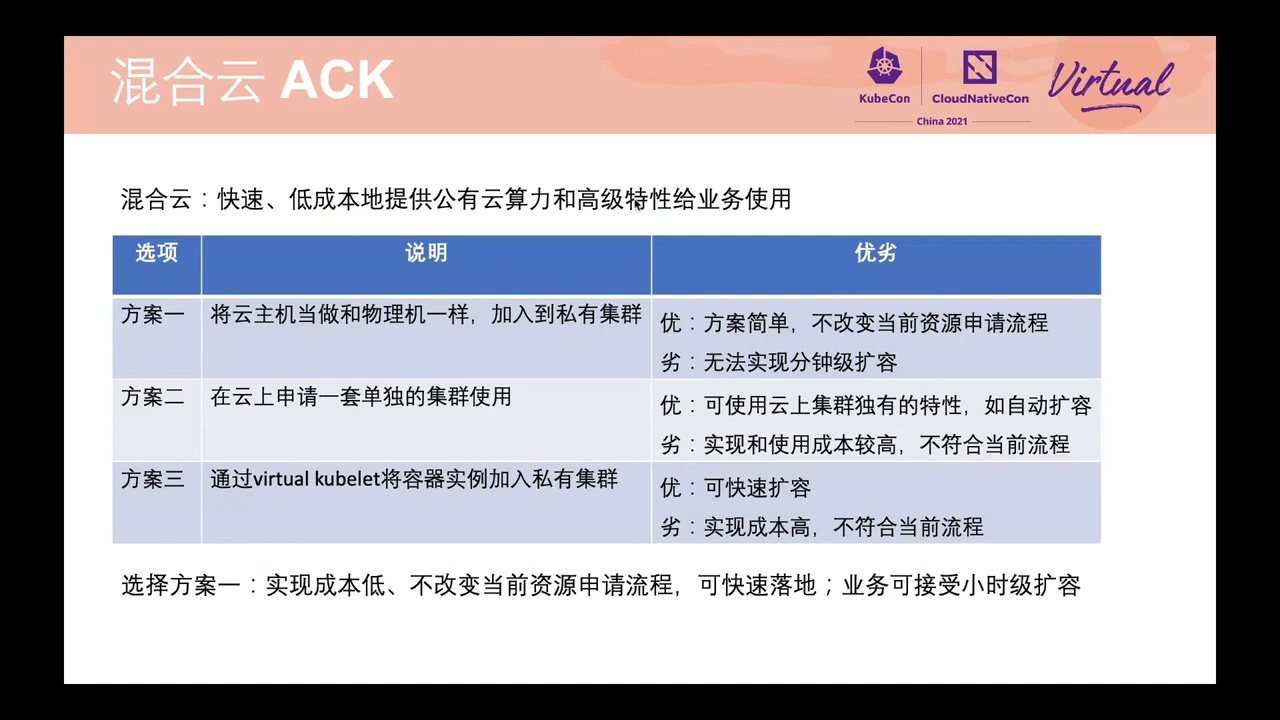 混合云 ACK
KubeCon
CloudNativeCon
China 2021
Virtual
混合云：快速、低成本地提供公有云算力和高级特性给业务使用
选项 说明 优劣
方案一 将云主机当做和物理机一样，加入到私有集群
优：方案简单，不改变当前资源申请流程
劣：无法实现分钟级扩容
方案二 在云上申请一套单独的集群使用
优：可使用云上集群独有的特性，如自动扩容
劣：实现和使用成本较高，不符合当前流程
方案三 通过virtual kubelet将容器实例加入私有集群
优：可快速扩容
劣：实现成本高，不符合当前流程
选择方案一：实现成本低、不改变当前资源申请流程，可快速落地；业务可接受小时级扩容